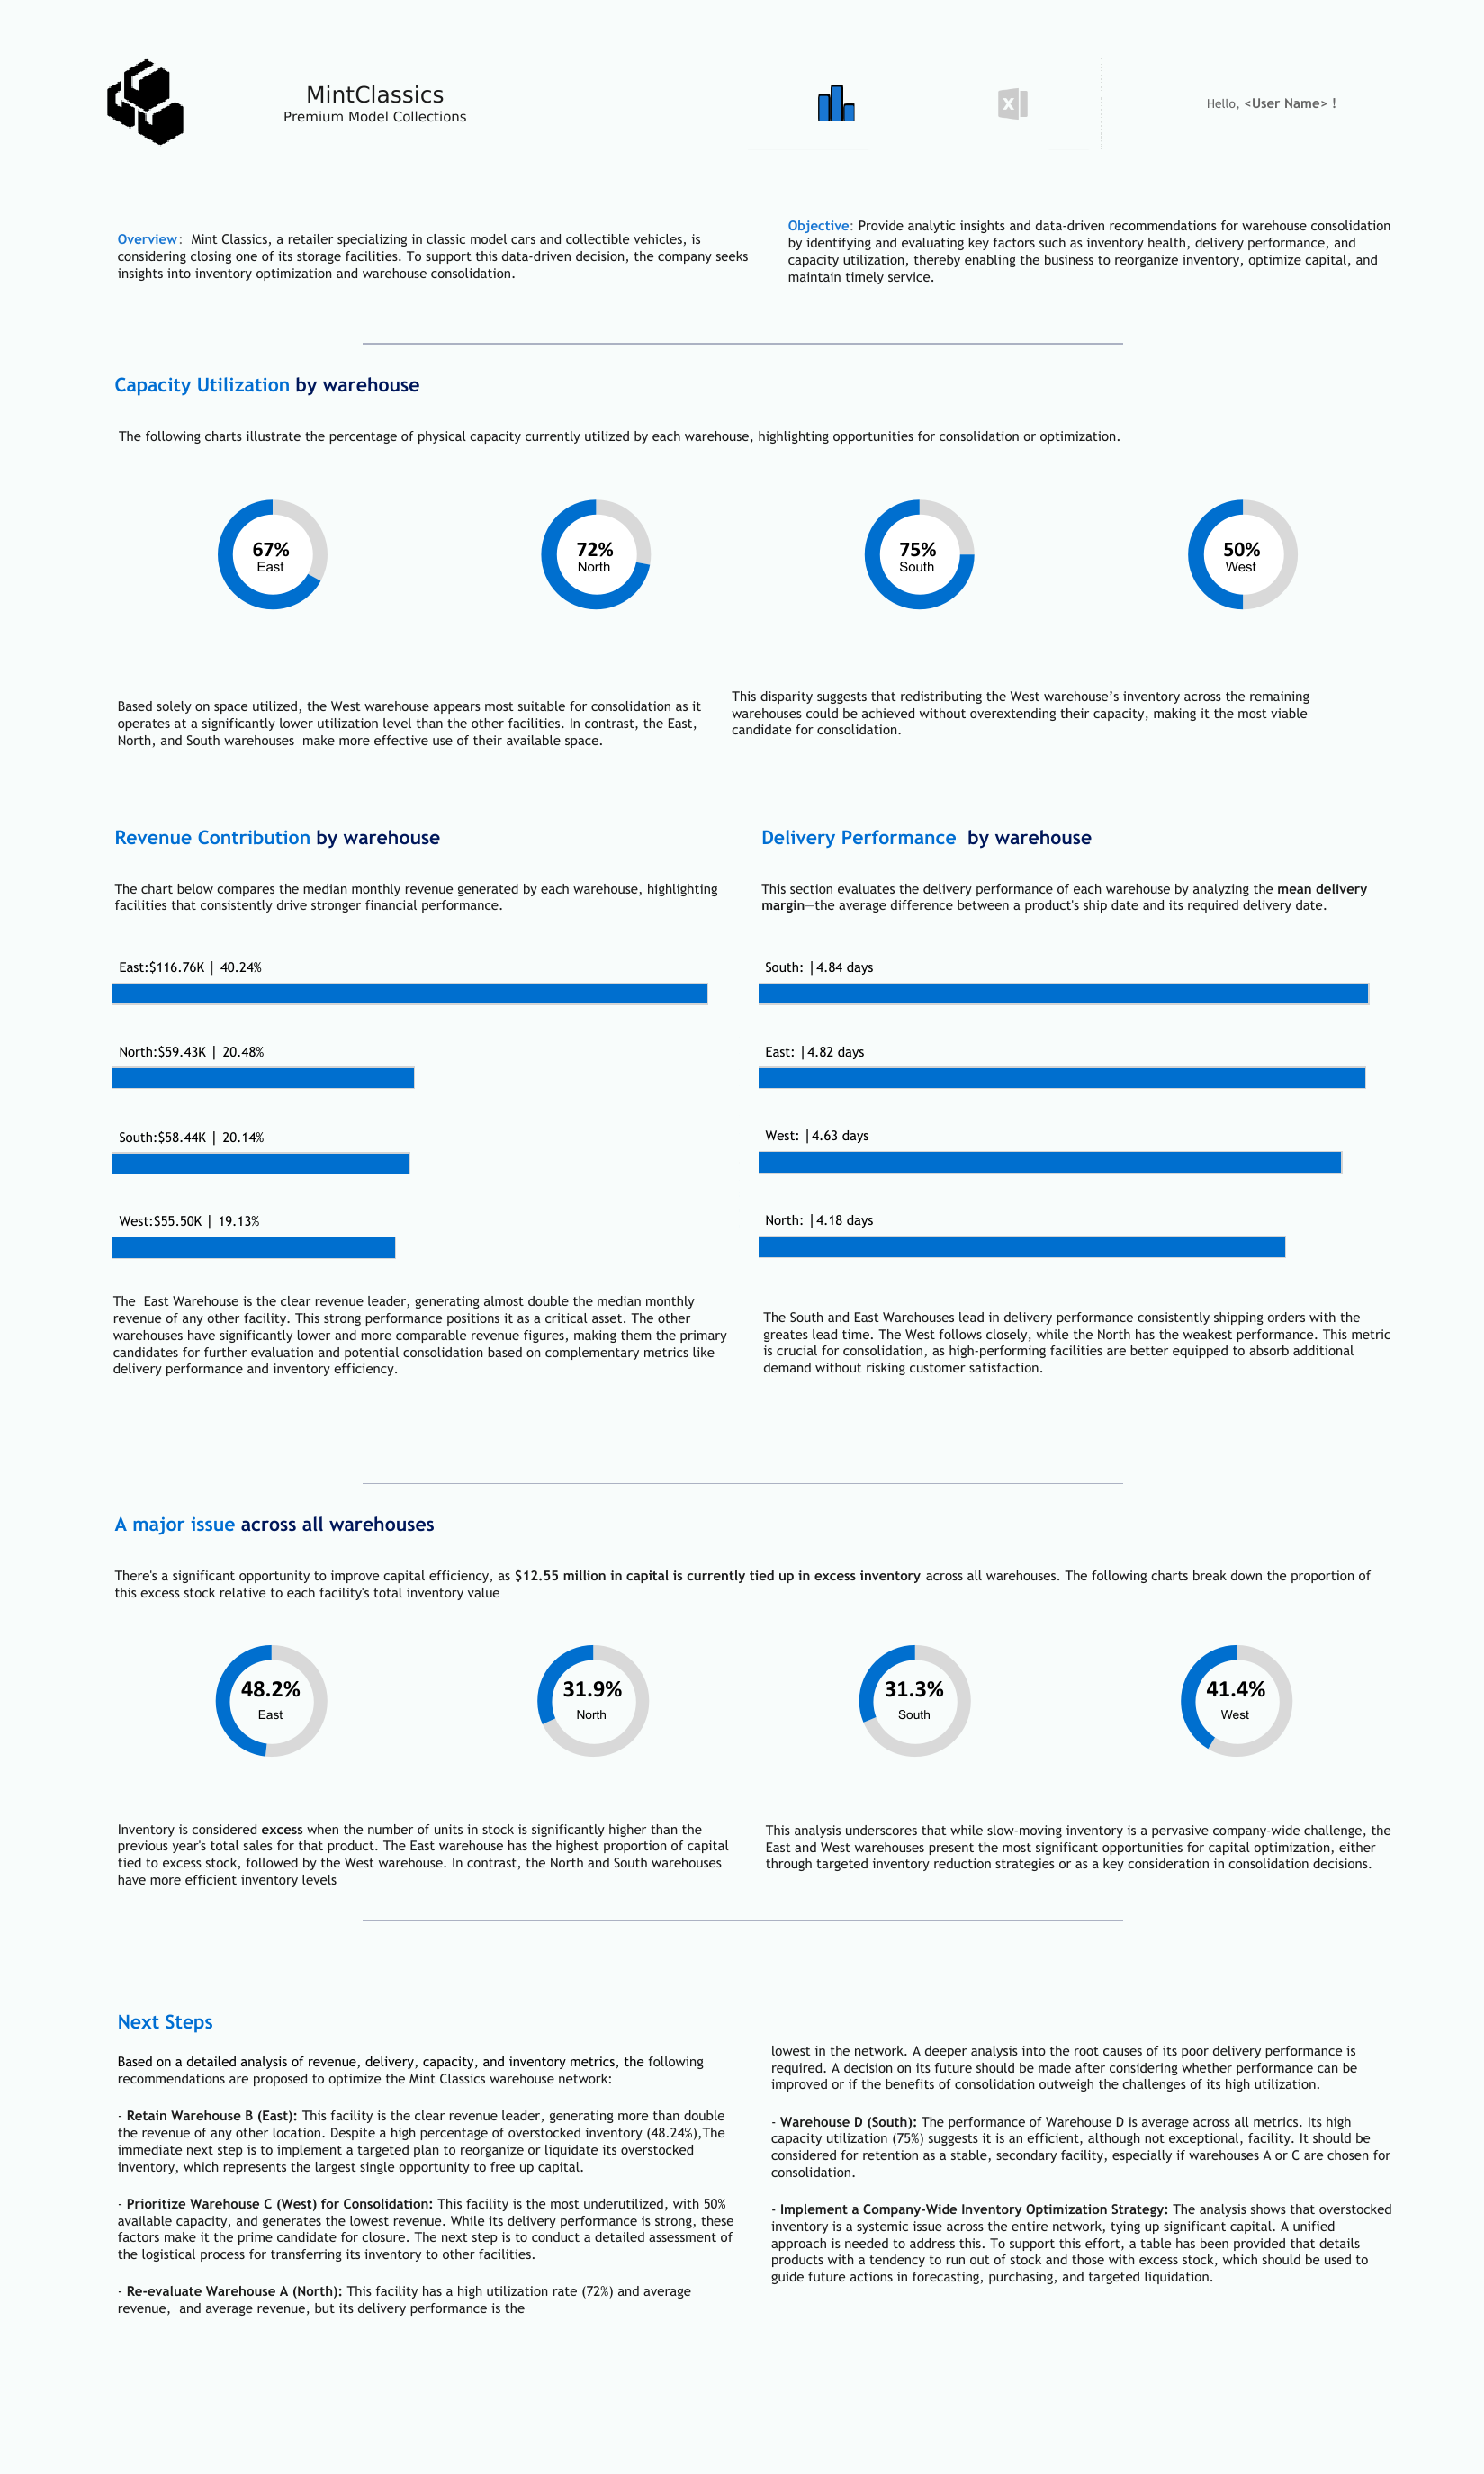 MintClassics
Premium Model Collections
X
Hello, <User Name> !
Overview: Mint Classics, a retailer specializing in classic model cars and collectible vehicles, is
considering closing one of its storage facilities. To support this data-driven decision, the company seeks
insights into inventory optimization and warehouse consolidation.
Objective: Provide analytic insights and data-driven recommendations for warehouse consolidation
by identifying and evaluating key factors such as inventory health, delivery performance, and
capacity utilization, thereby enabling the business to reorganize inventory, optimize capital, and
maintain timely service.
Capacity Utilization by warehouse
The following charts illustrate the percentage of physical capacity currently utilized by each warehouse, highlighting opportunities for consolidation or optimization.
67%
East
72%
North
75%
South
50%
West
Based solely on space utilized, the West warehouse appears most suitable for consolidation as it
operates at a significantly lower utilization level than the other facilities. In contrast, the East,
North, and South warehouses  make more effective use of their available space.
This disparity suggests that redistributing the West warehouse’s inventory across the remaining
warehouses could be achieved without overextending their capacity, making it the most viable
candidate for consolidation.
Revenue Contribution by warehouse
The chart below compares the median monthly revenue generated by each warehouse, highlighting
facilities that consistently drive stronger financial performance.
East:$116.76K | 40.24%
North:$59.43K | 20.48%
South:$58.44K | 20.14%
West:$55.50K | 19.13%
The  East Warehouse is the clear revenue leader, generating almost double the median monthly
revenue of any other facility. This strong performance positions it as a critical asset. The other
warehouses have significantly lower and more comparable revenue figures, making them the primary
candidates for further evaluation and potential consolidation based on complementary metrics like
delivery performance and inventory efficiency.
Delivery Performance  by warehouse
This section evaluates the delivery performance of each warehouse by analyzing the mean delivery
margin—the average difference between a product's ship date and its required delivery date.
South: |4.84 days
East: |4.82 days
West: |4.63 days
North: |4.18 days
The South and East Warehouses lead in delivery performance consistently shipping orders with the
greates lead time. The West follows closely, while the North has the weakest performance. This metric
is crucial for consolidation, as high-performing facilities are better equipped to absorb additional
demand without risking customer satisfaction.
A major issue across all warehouses
There's a significant opportunity to improve capital efficiency, as $12.55 million in capital is currently tied up in excess inventory across all warehouses. The following charts break down the proportion of
this excess stock relative to each facility's total inventory value
48.2%
East
31.9%
North
31.3%
South
41.4%
West
Inventory is considered excess when the number of units in stock is significantly higher than the
previous year's total sales for that product. The East warehouse has the highest proportion of capital
tied to excess stock, followed by the West warehouse. In contrast, the North and South warehouses
have more efficient inventory levels
This analysis underscores that while slow-moving inventory is a pervasive company-wide challenge, the
East and West warehouses present the most significant opportunities for capital optimization, either
through targeted inventory reduction strategies or as a key consideration in consolidation decisions.
Next Steps
Based on a detailed analysis of revenue, delivery, capacity, and inventory metrics, the following
recommendations are proposed to optimize the Mint Classics warehouse network:
- Retain Warehouse B (East): This facility is the clear revenue leader, generating more than double
the revenue of any other location. Despite a high percentage of overstocked inventory (48.24%),The
immediate next step is to implement a targeted plan to reorganize or liquidate its overstocked
inventory, which represents the largest single opportunity to free up capital.
- Prioritize Warehouse C (West) for Consolidation: This facility is the most underutilized, with 50%
available capacity, and generates the lowest revenue. While its delivery performance is strong, these
factors make it the prime candidate for closure. The next step is to conduct a detailed assessment of
the logistical process for transferring its inventory to other facilities.
- Re-evaluate Warehouse A (North): This facility has a high utilization rate (72%) and average
revenue,  and average revenue, but its delivery performance is the
lowest in the network. A deeper analysis into the root causes of its poor delivery performance is
required. A decision on its future should be made after considering whether performance can be
improved or if the benefits of consolidation outweigh the challenges of its high utilization.
- Warehouse D (South): The performance of Warehouse D is average across all metrics. Its high
capacity utilization (75%) suggests it is an efficient, although not exceptional, facility. It should be
considered for retention as a stable, secondary facility, especially if warehouses A or C are chosen for
consolidation.
- Implement a Company-Wide Inventory Optimization Strategy: The analysis shows that overstocked
inventory is a systemic issue across the entire network, tying up significant capital. A unified
approach is needed to address this. To support this effort, a table has been provided that details
products with a tendency to run out of stock and those with excess stock, which should be used to
guide future actions in forecasting, purchasing, and targeted liquidation.